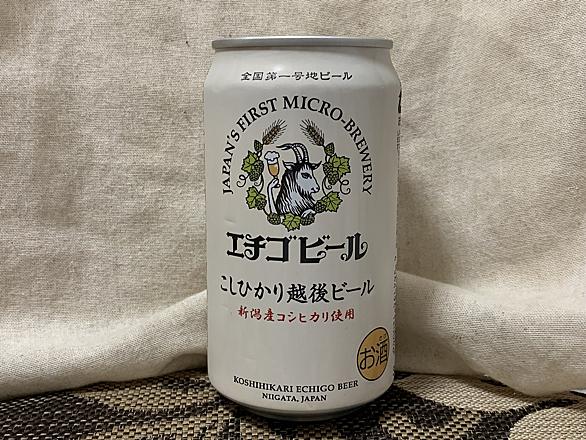 全国第一号地ビール
JAPAN'S FIRST MICRO-BREWERY
エチゴビール
こしひかり越後ビール
新潟産コシヒカリ使用
お酒
KOSHIHIKARI ECHIGO BEER
NIIGATA, JAPAN